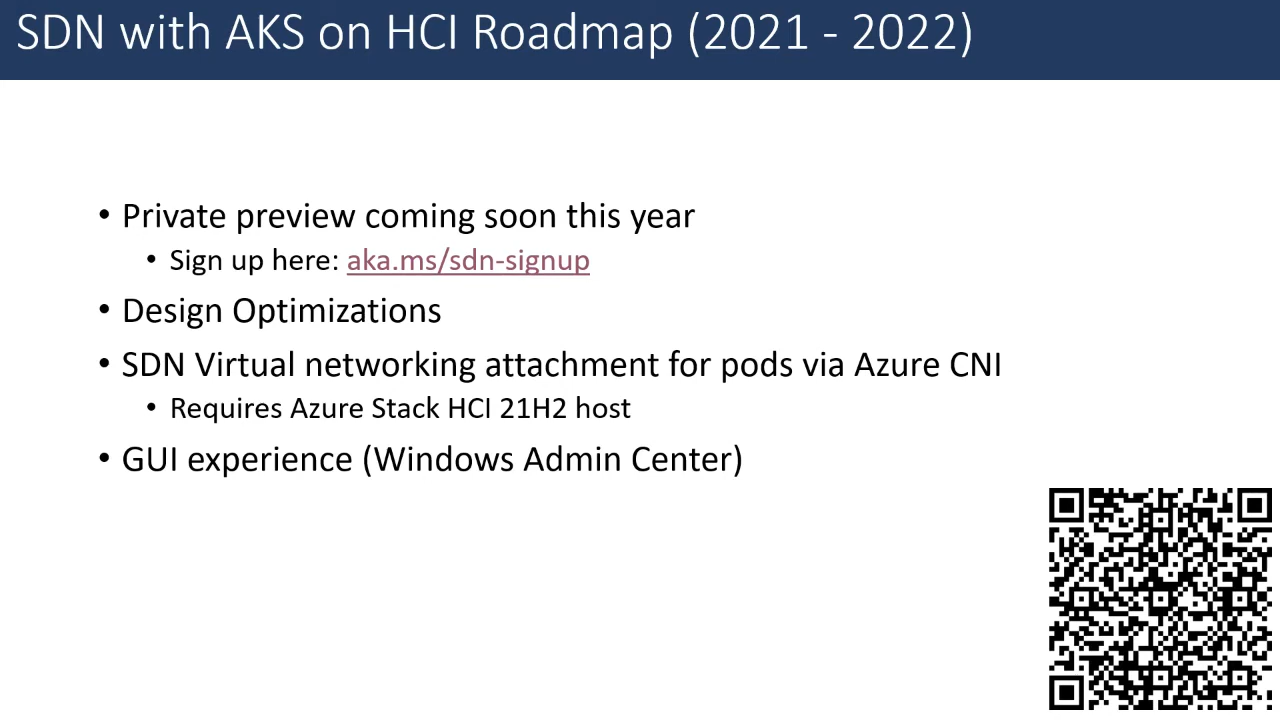 SDN with AKS on HCI Roadmap (2021 - 2022)
• Private preview coming soon this year
• Sign up here: aka.ms/sdn-signup
• Design Optimizations
• SDN Virtual networking attachment for pods via Azure CNI
• Requires Azure Stack HCI 21H2 host
• GUI experience (Windows Admin Center)